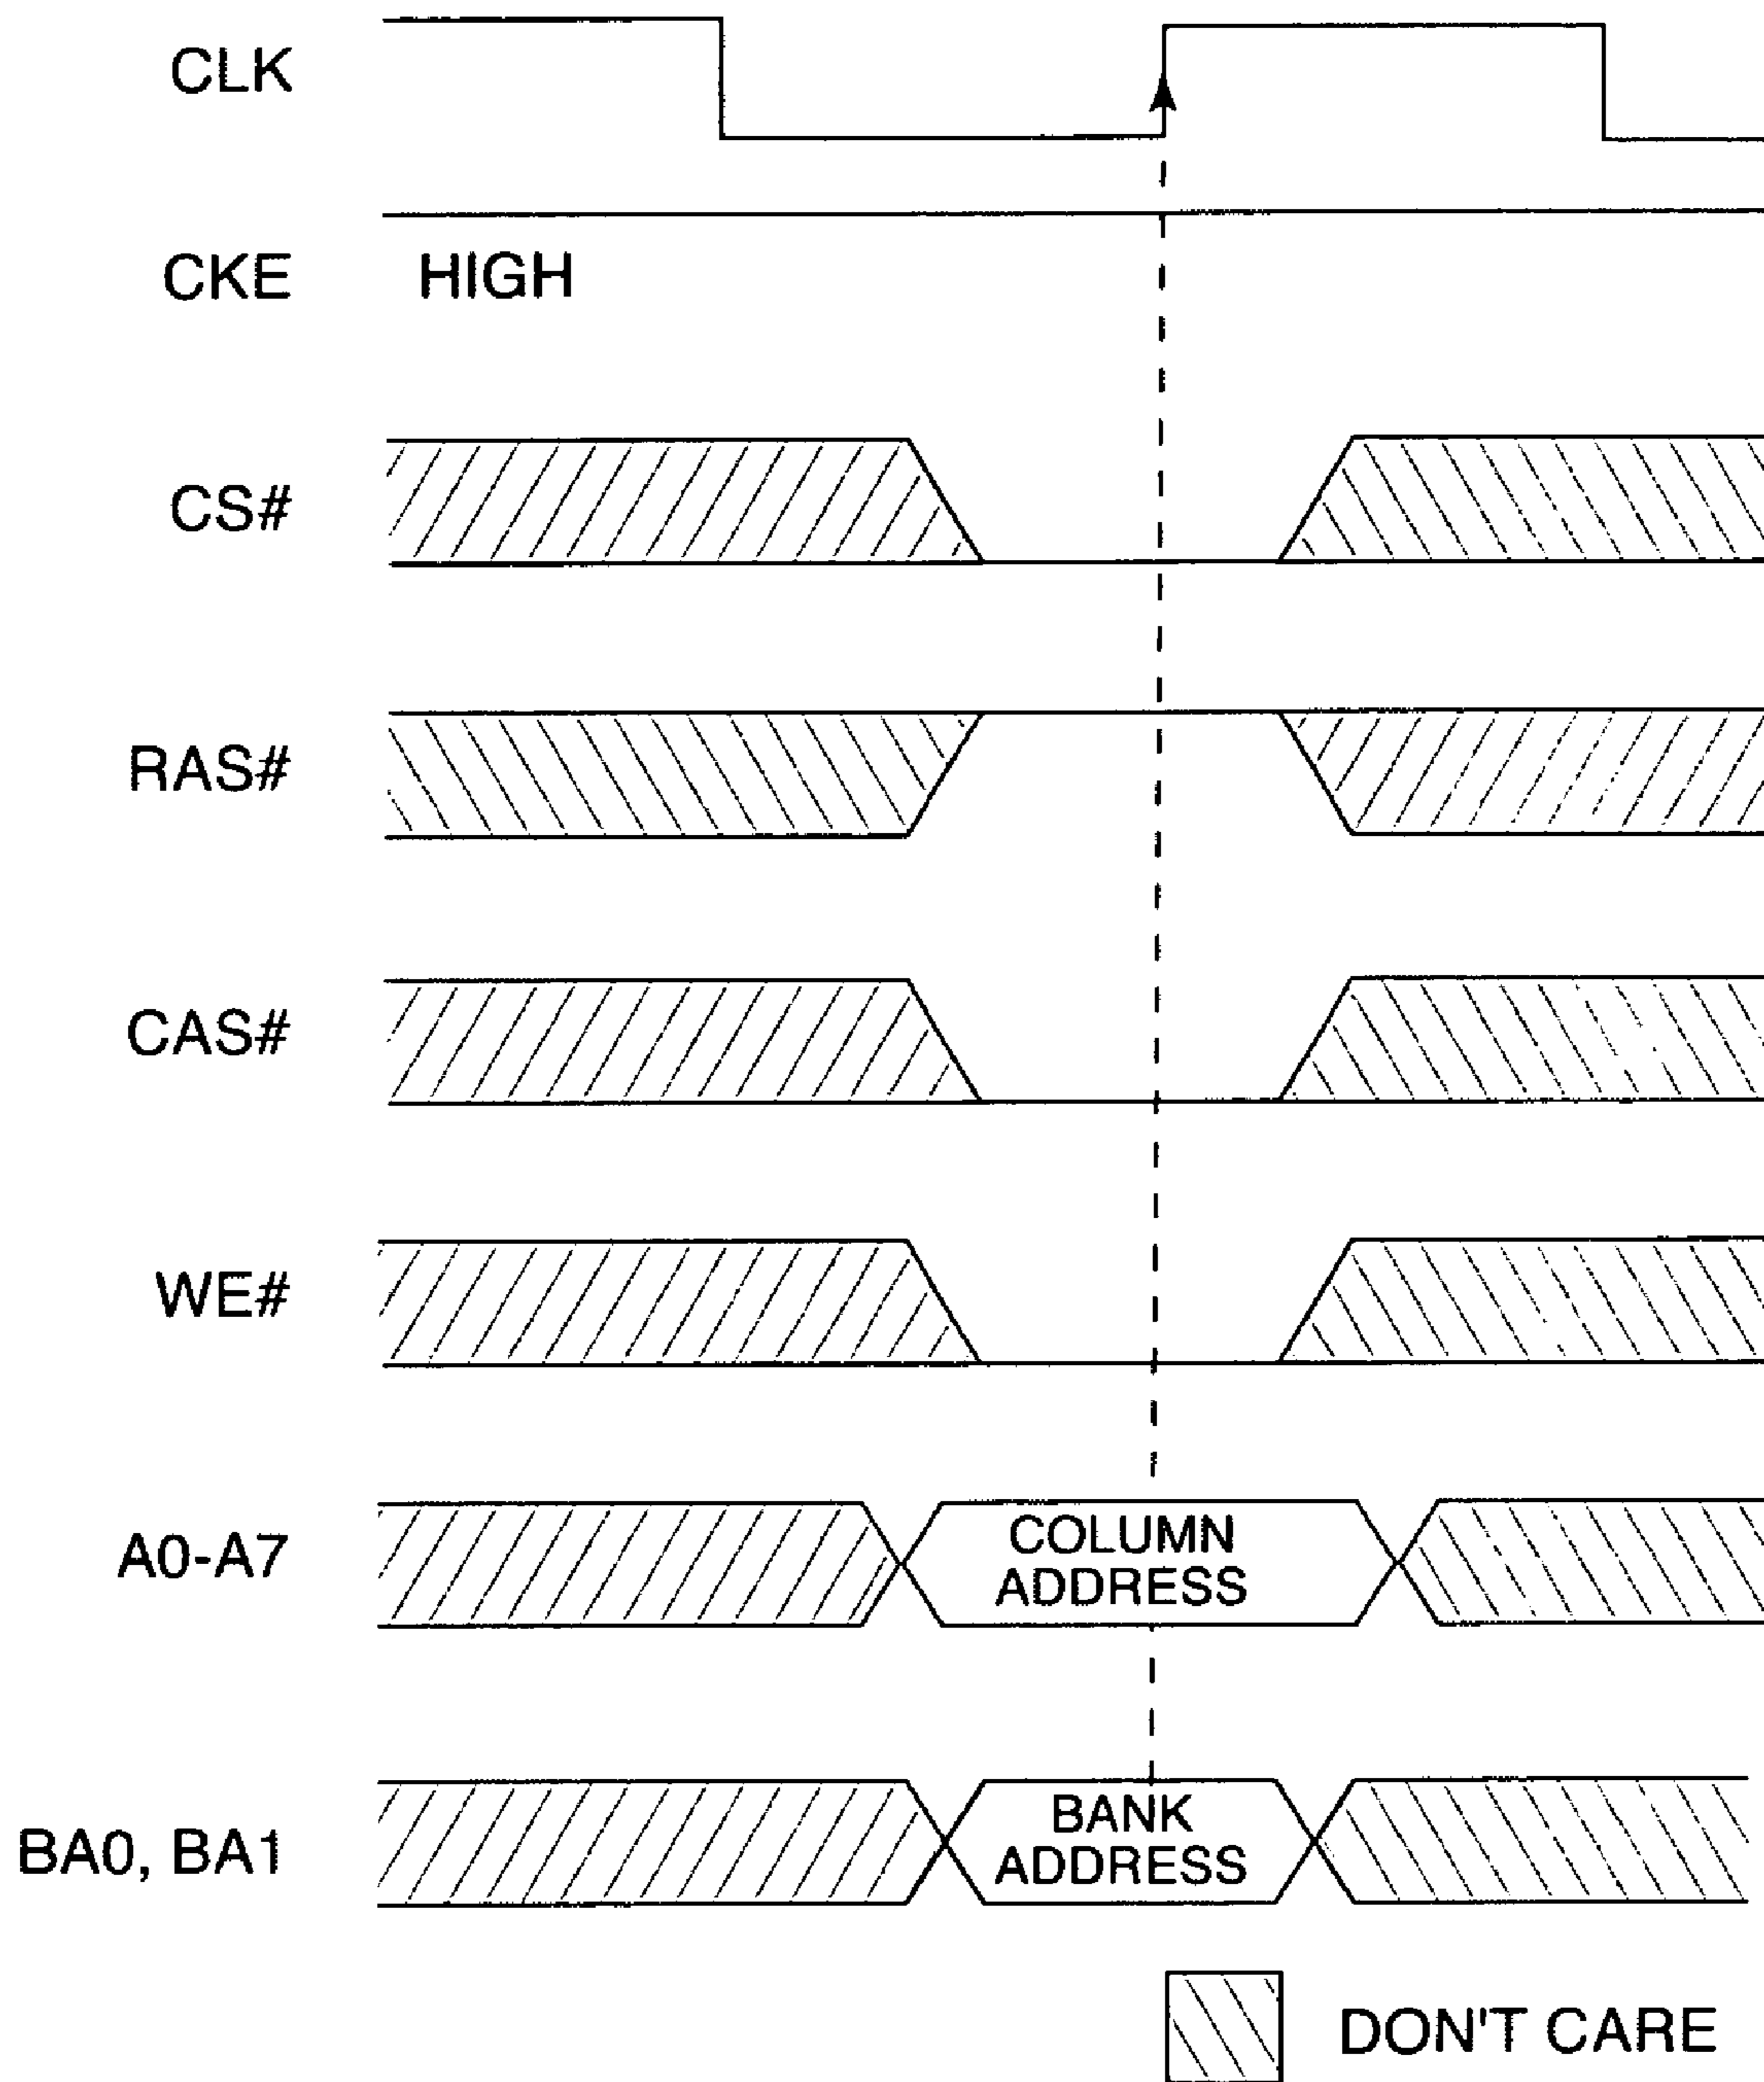 CLK
CKE HIGH
CS#
RAS#
CAS#
WE#
A0-A7
COLUMN
ADDRESS
BA0, BA1
BANK
ADDRESS
DON'T CARE